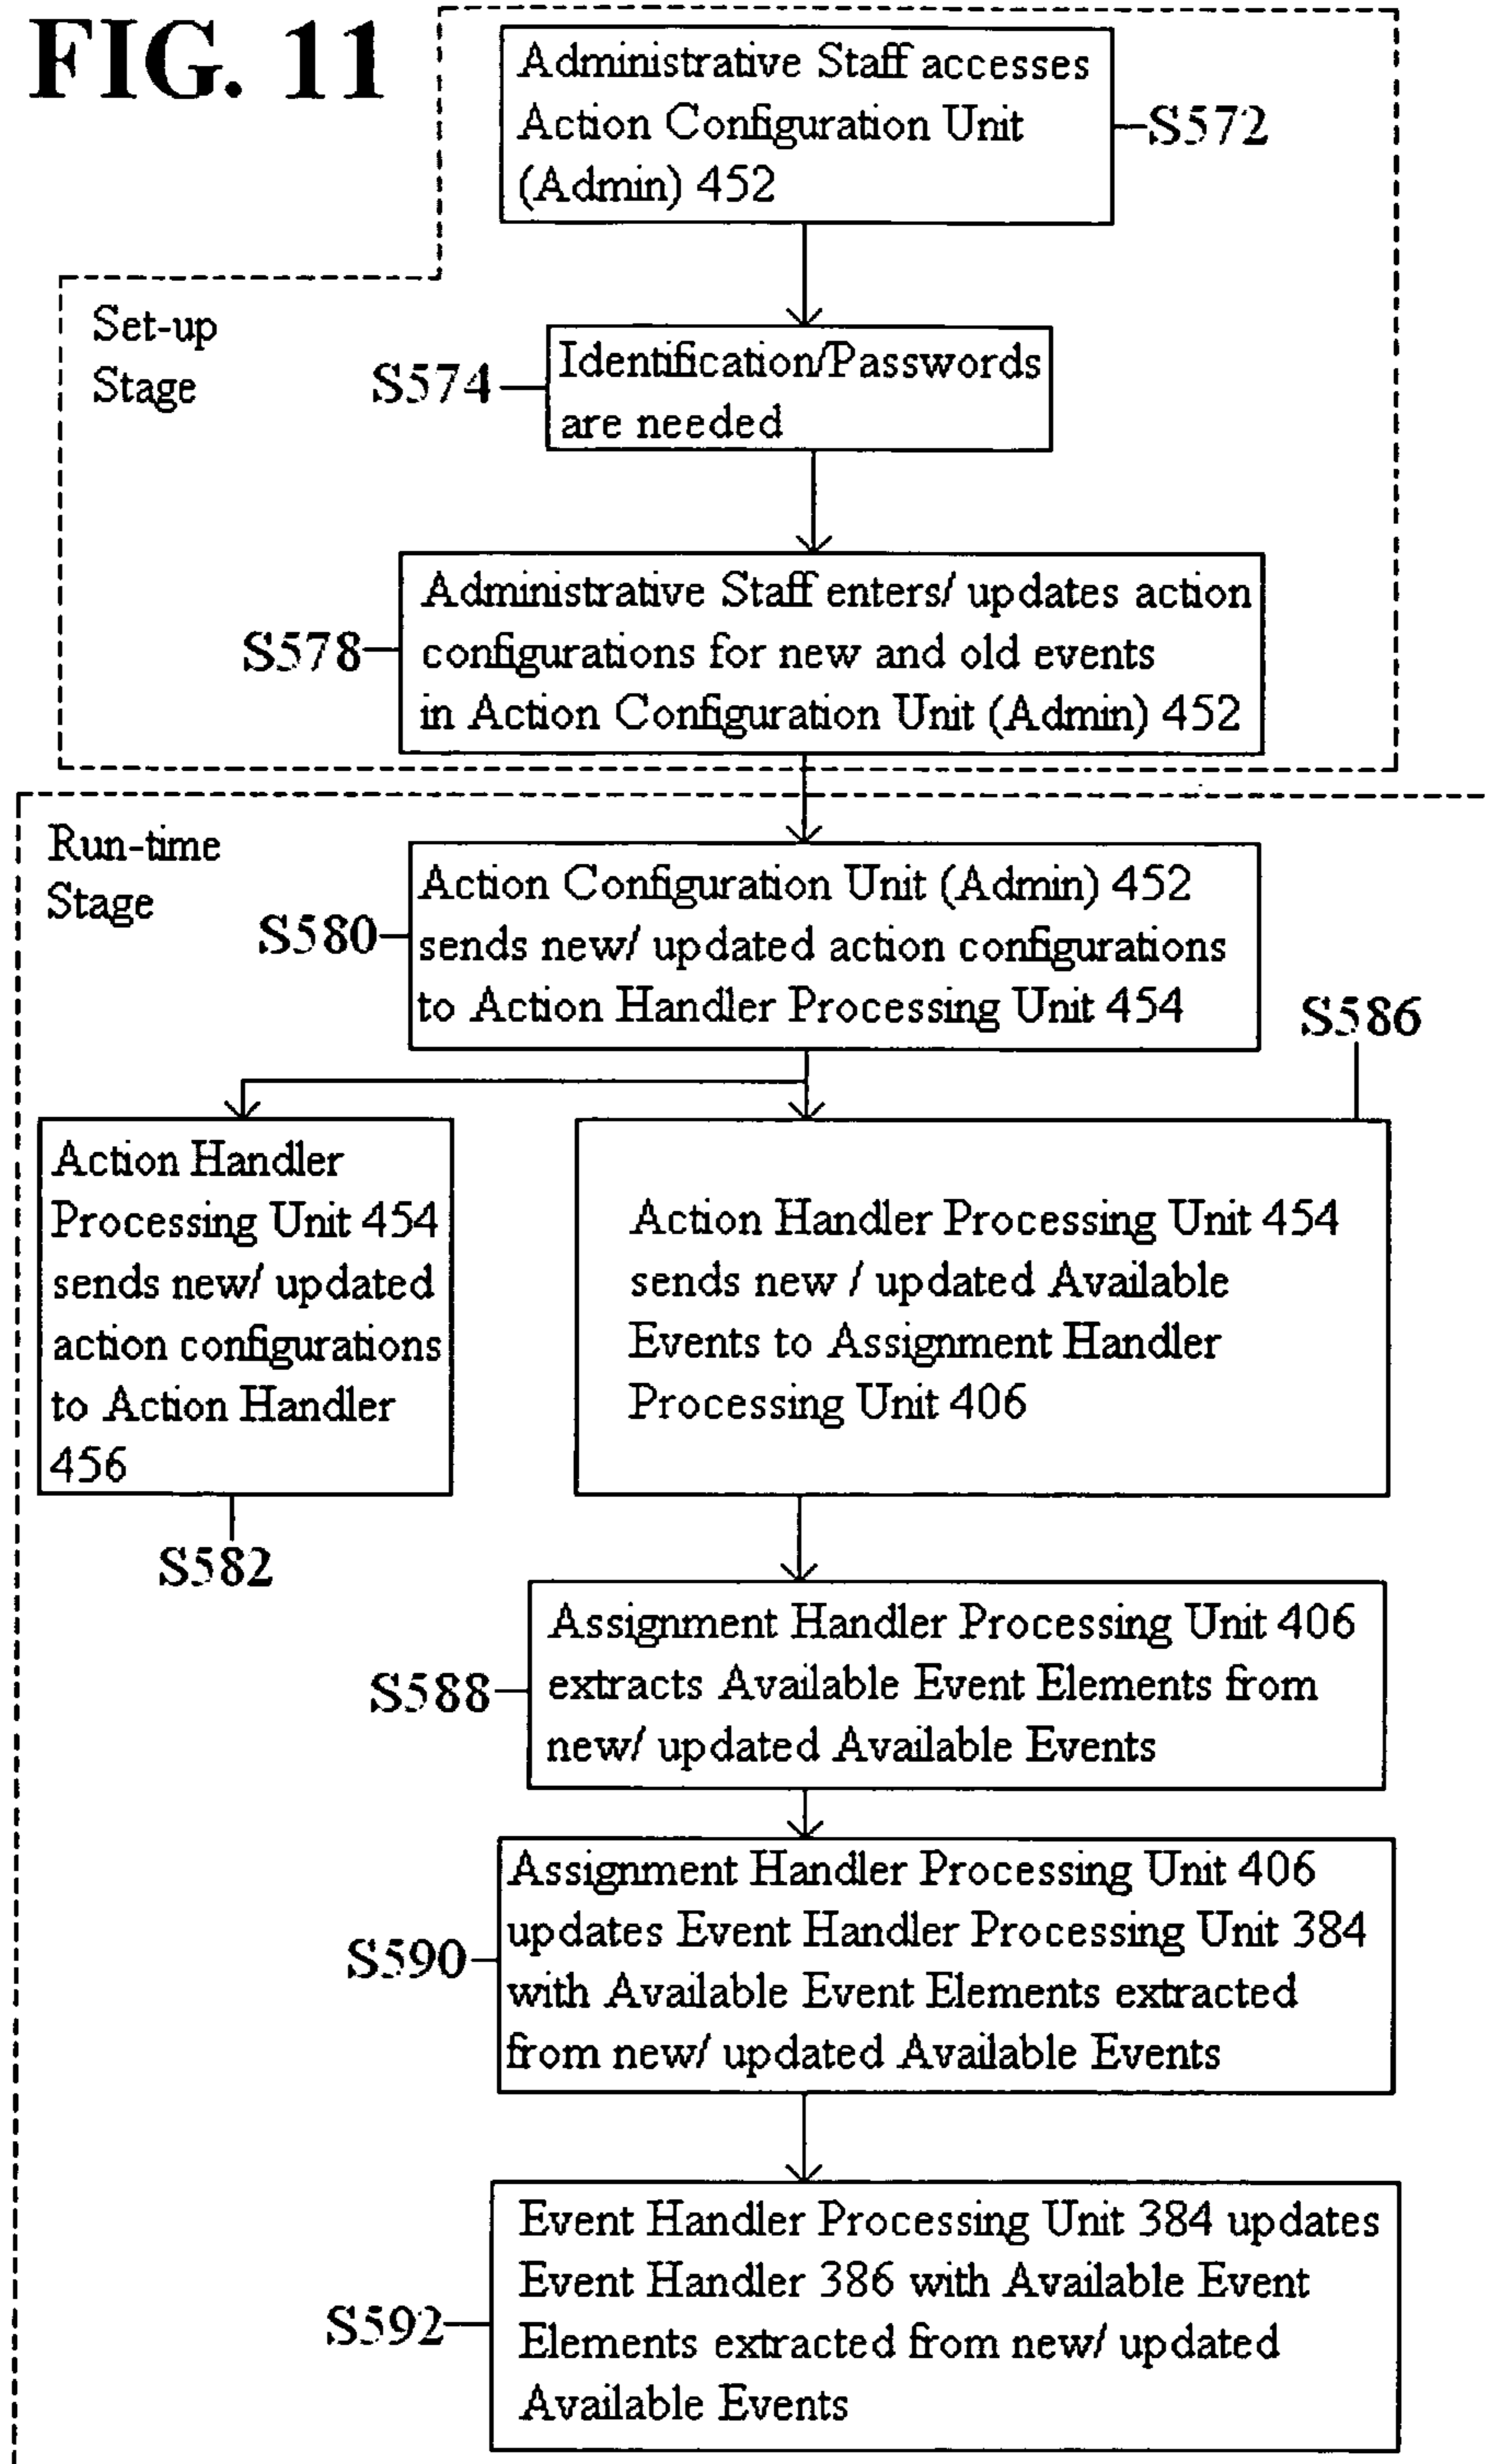 FIG. 11
Administrative Staff accesses
Action Configuration Unit
(Admin) 452
S572
Set-up
Stage
S574
Identification/Passwords
are needed
S578
Administrative Staff enters/ updates action
configurations for new and old events
in Action Configuration Unit (Admin) 452
Run-time
Stage
S580
Action Configuration Unit (Admin) 452
sends new/ updated action configurations
to Action Handler Processing Unit 454
S586
Action Handler
Processing Unit 454
sends new/ updated
action configurations
to Action Handler
456
S582
Action Handler Processing Unit 454
sends new / updated Available
Events to Assignment Handler
Processing Unit 406
S588
Assignment Handler Processing Unit 406
extracts Available Event Elements from
new/ updated Available Events
S590
Assignment Handler Processing Unit 406
updates Event Handler Processing Unit 384
with Available Event Elements extracted
from new/ updated Available Events
S592
Event Handler Processing Unit 384 updates
Event Handler 386 with Available Event
Elements extracted from new/ updated
Available Events